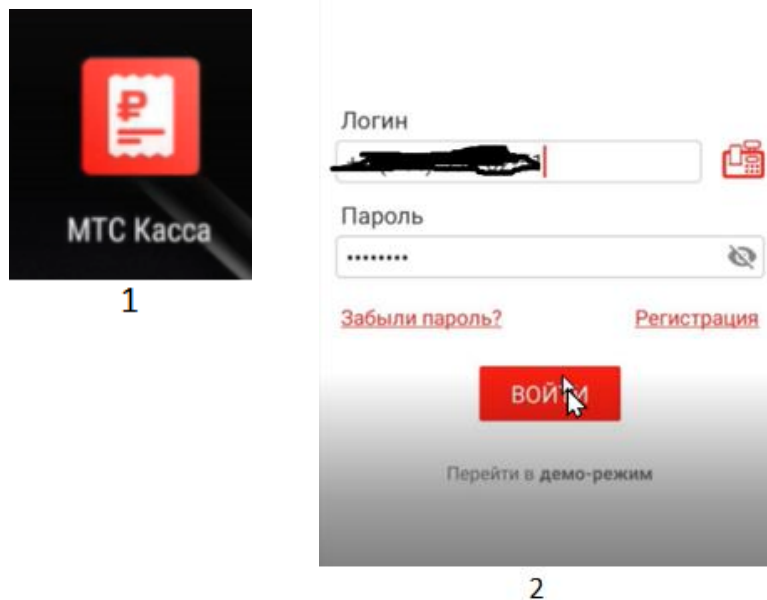 МТС Касса
1
Логин
Пароль
Забыли пароль?
Регистрация
ВОЙТИ
Перейти в демо-режим
2